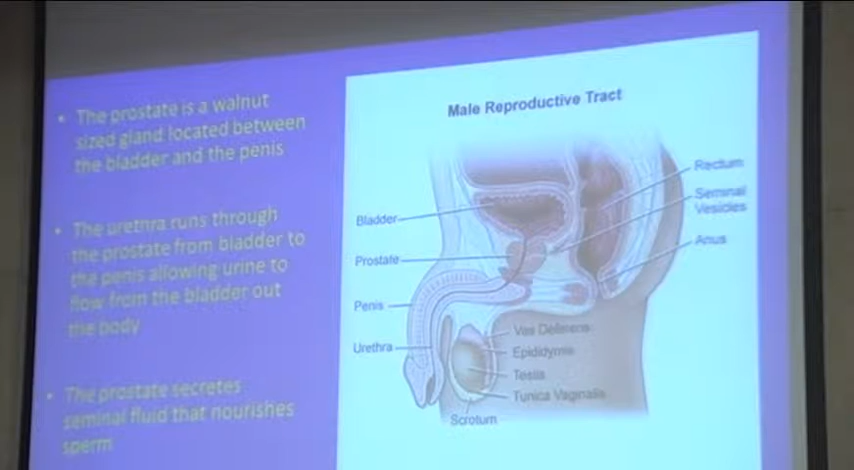 • The prostate is a walnut
sized gland located between
the bladder and the penis
• The urethra runs through
the prostate from bladder to
the penis allowing urine to
flow from the bladder out
the body
• The prostate secretes
seminal fluid that nourishes
sperm
Male Reproductive Tract
Bladder
Prostate
Penis
Urethra
Rectum
Seminal
Vesicles
Anus
Vas Deferens
Epididymis
Testis
Tunica Vaginalis
Scrotum